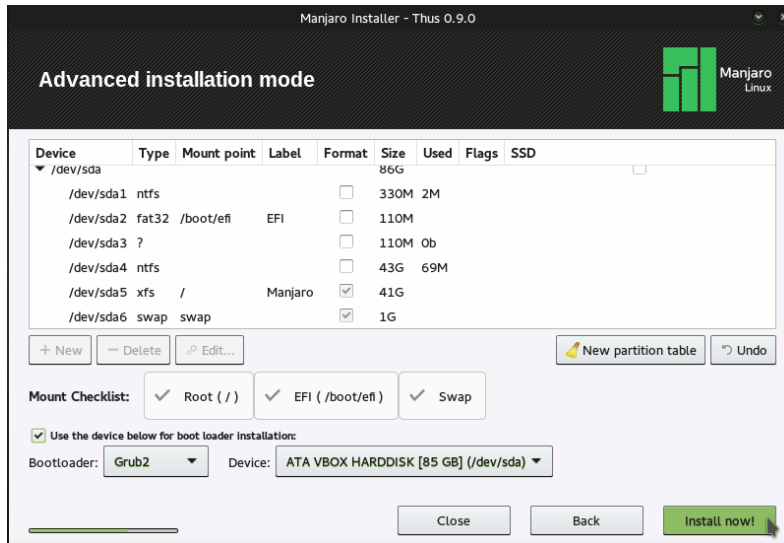 Manjaro Installer - Thus 0.9.0
Advanced installation mode
Manjaro
Linux
Device Type Mount point Label Format Size Used Flags SSD
/dev/sda 86G
/dev/sda1 ntfs 330M 2M
/dev/sda2 fat32 /boot/efi EFI 110M
/dev/sda3 ? 110M 0b
/dev/sda4 ntfs 43G 69M
/dev/sda5 xfs / Manjaro 41G
/dev/sda6 swap swap 1G
+ New − Delete Edit... New partition table Undo
Mount Checklist: Root ( / ) EFI ( /boot/efi ) Swap
Use the device below for boot loader installation:
Bootloader: Grub2 Device: ATA VBOX HARDDISK [85 GB] (/dev/sda)
Close Back Install now!